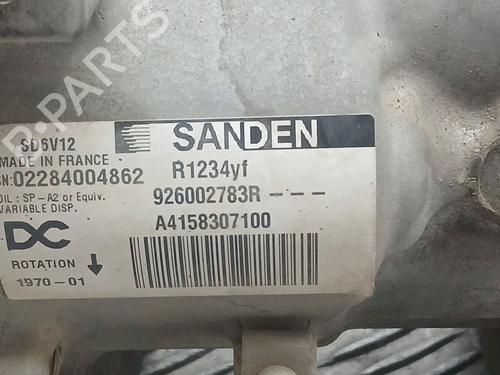 SD6V12
SANDEN
MADE IN FRANCE
R1234yf
SN:02284004862
926002783R---
OIL : SP-A2 or Equiv.
VARIABLE DISP.
A4158307100
DC
ROTATION
1970-01
B-PARTS